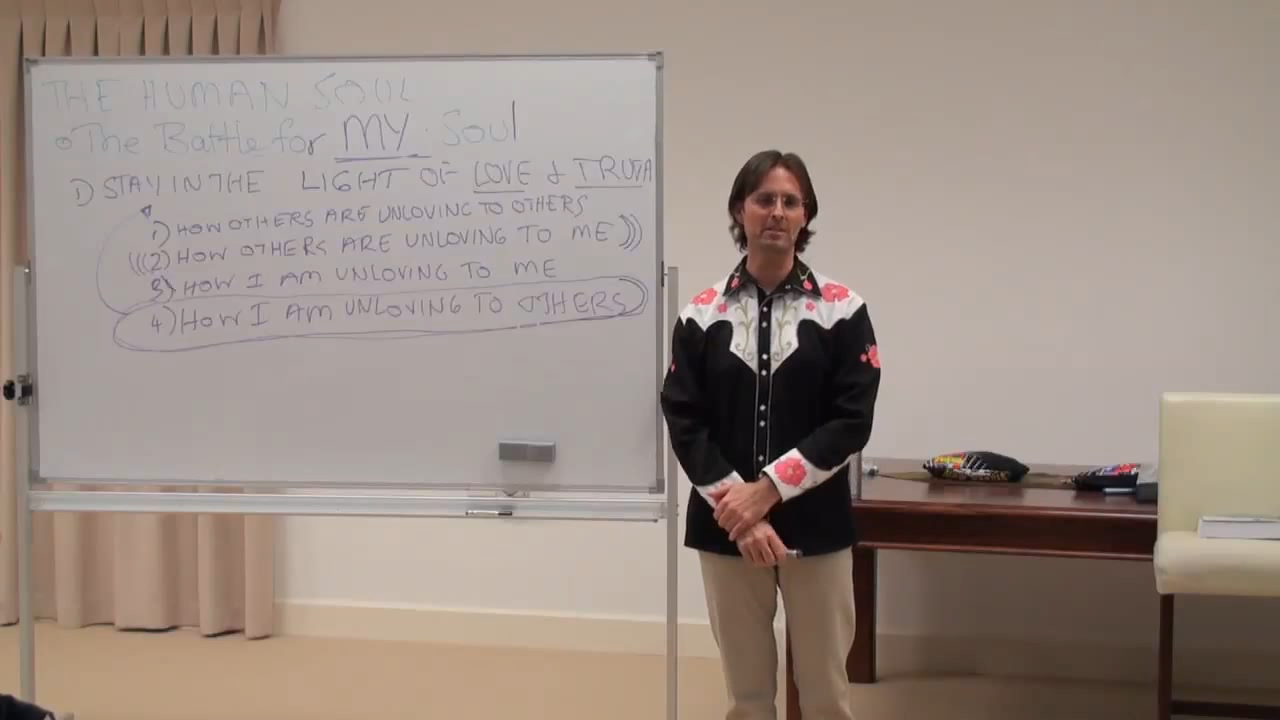 THE HUMAN SOUL
The Battle for MY Soul
1) STAY IN THE LIGHT OF LOVE & TRUTH
1) HOW OTHERS ARE UNLOVING TO OTHERS
(((2) HOW OTHERS ARE UNLOVING TO ME)))
3) HOW I AM UNLOVING TO ME
4) HOW I AM UNLOVING TO OTHERS